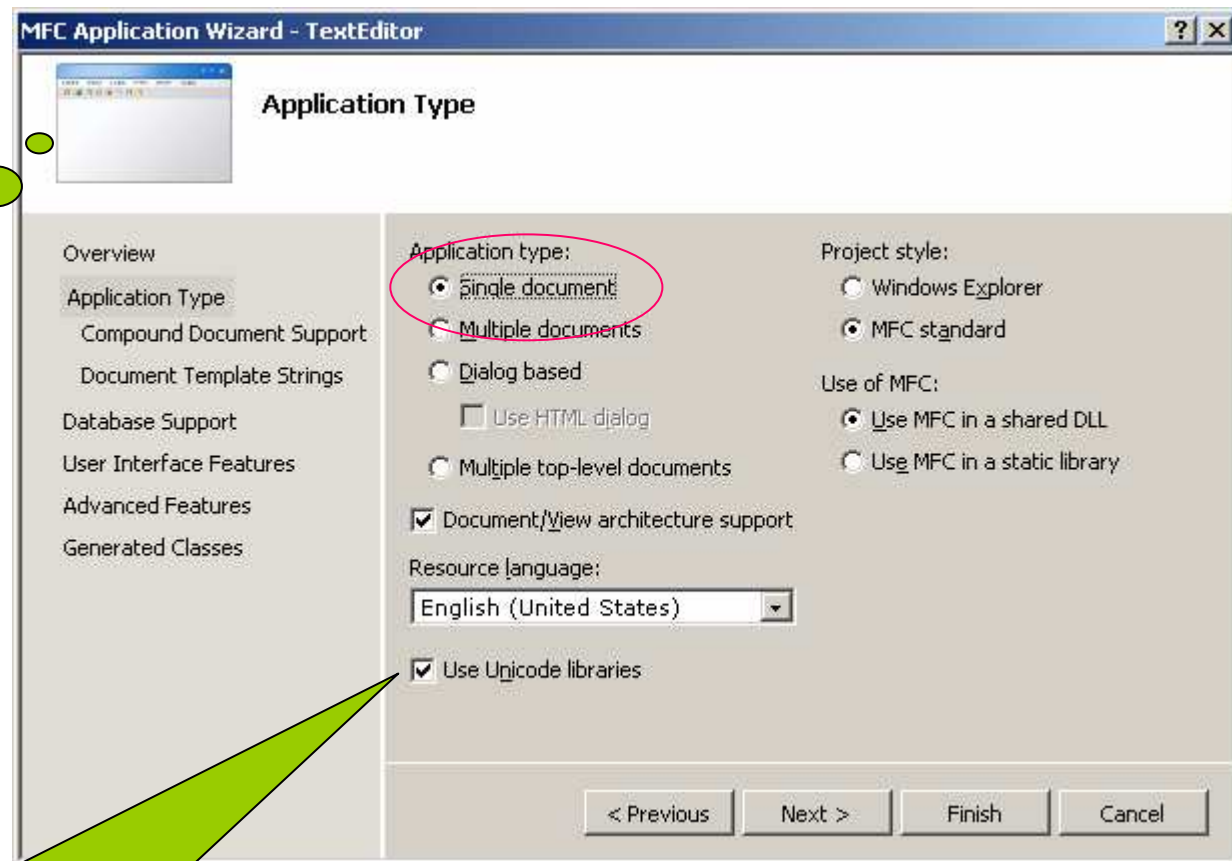 MFC Application Wizard - TextEditor
Application Type
Overview
Application Type
Compound Document Support
Document Template Strings
Database Support
User Interface Features
Advanced Features
Generated Classes
Application type:
Single document
Multiple documents
Dialog based
Use HTML dialog
Multiple top-level documents
Document/View architecture support
Resource language:
English (United States)
Use Unicode libraries
Project style:
Windows Explorer
MFC standard
Use of MFC:
Use MFC in a shared DLL
Use MFC in a static library
< Previous
Next >
Finish
Cancel